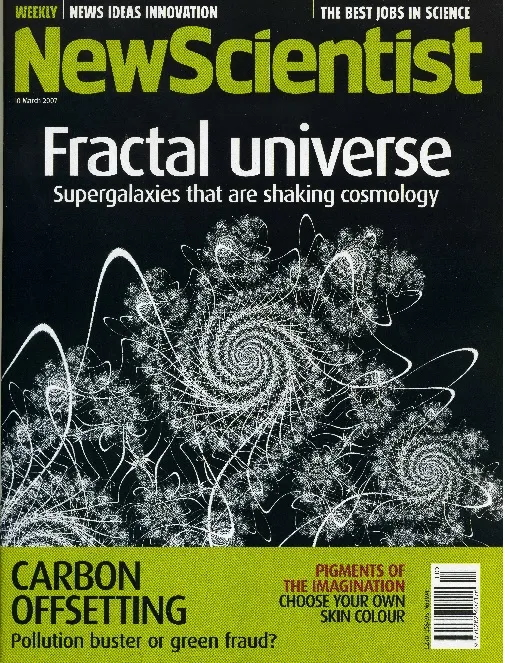 WEEKLY NEWS IDEAS INNOVATION
THE BEST JOBS IN SCIENCE
NewScientist
10 March 2007
Fractal universe
Supergalaxies that are shaking cosmology
CARBON
OFFSETTING
Pollution buster or green fraud?
PIGMENTS OF
THE IMAGINATION
CHOOSE YOUR OWN
SKIN COLOUR